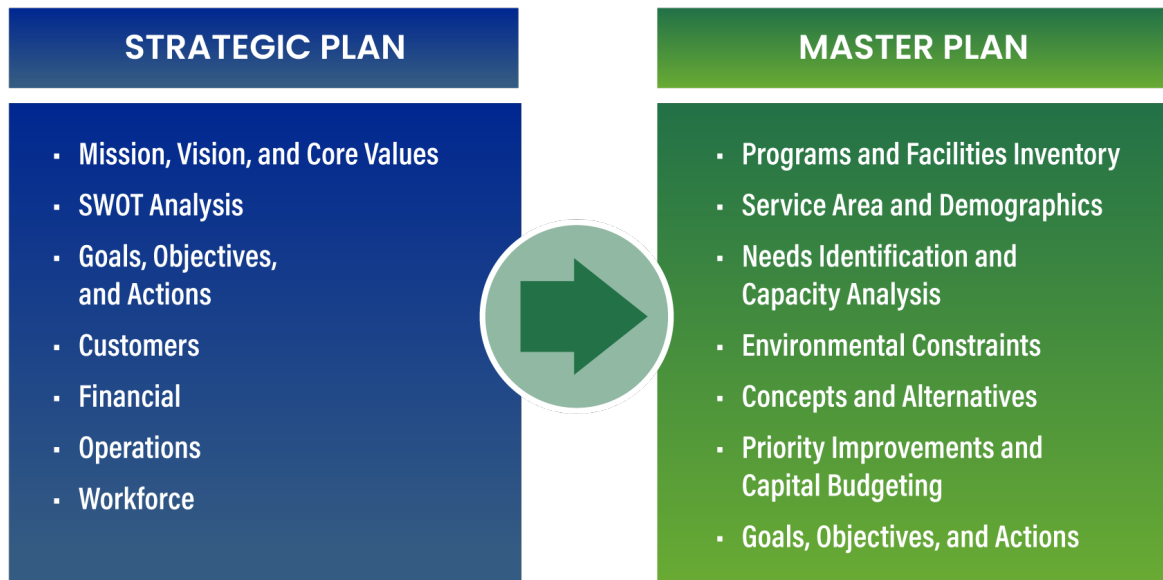 STRATEGIC PLAN
▪ Mission, Vision, and Core Values
▪ SWOT Analysis
▪ Goals, Objectives,
and Actions
▪ Customers
▪ Financial
▪ Operations
▪ Workforce
MASTER PLAN
▪ Programs and Facilities Inventory
▪ Service Area and Demographics
▪ Needs Identification and
Capacity Analysis
▪ Environmental Constraints
▪ Concepts and Alternatives
▪ Priority Improvements and
Capital Budgeting
▪ Goals, Objectives, and Actions